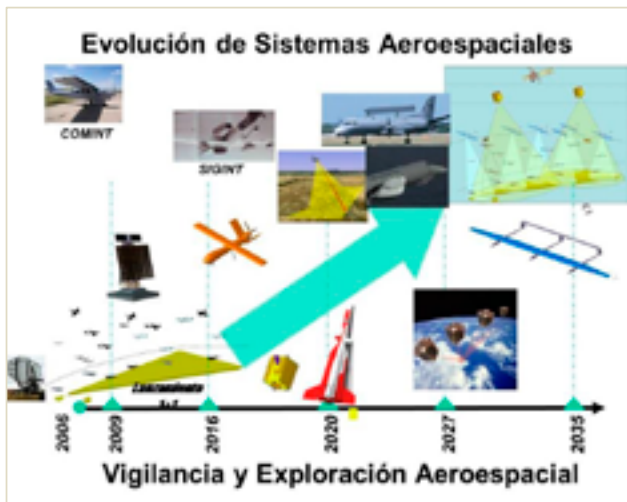 Evolución de Sistemas Aeroespaciales
COMINT
SIGINT
2006
2009
2016
2020
2027
2035
Vigilancia y Exploración Aeroespacial